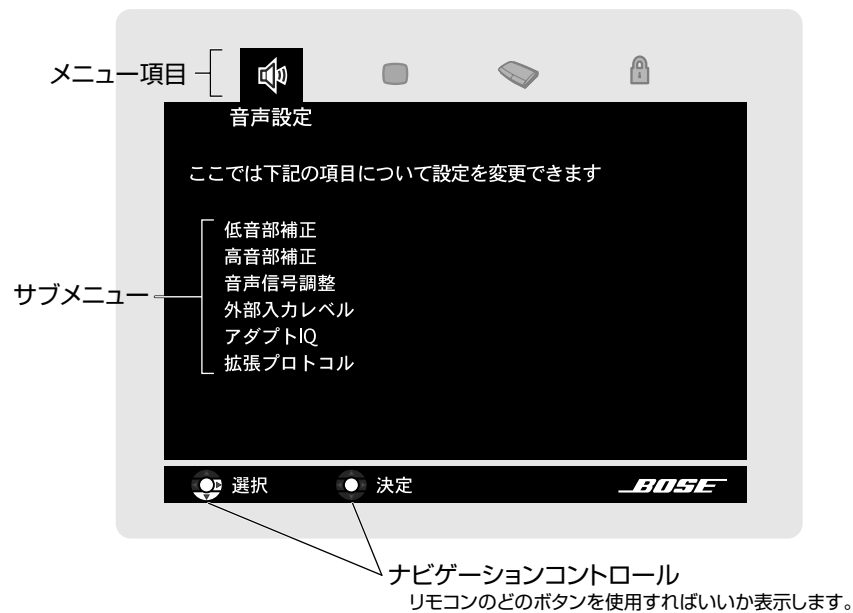 メニュー項目
音声設定
ここでは下記の項目について設定を変更できます
サブメニュー
低音部補正
高音部補正
音声信号調整
外部入力レベル
アダプトIQ
拡張プロトコル
選択 決定 BOSE
ナビゲーションコントロール
リモコンのどのボタンを使用すればいいか表示します。